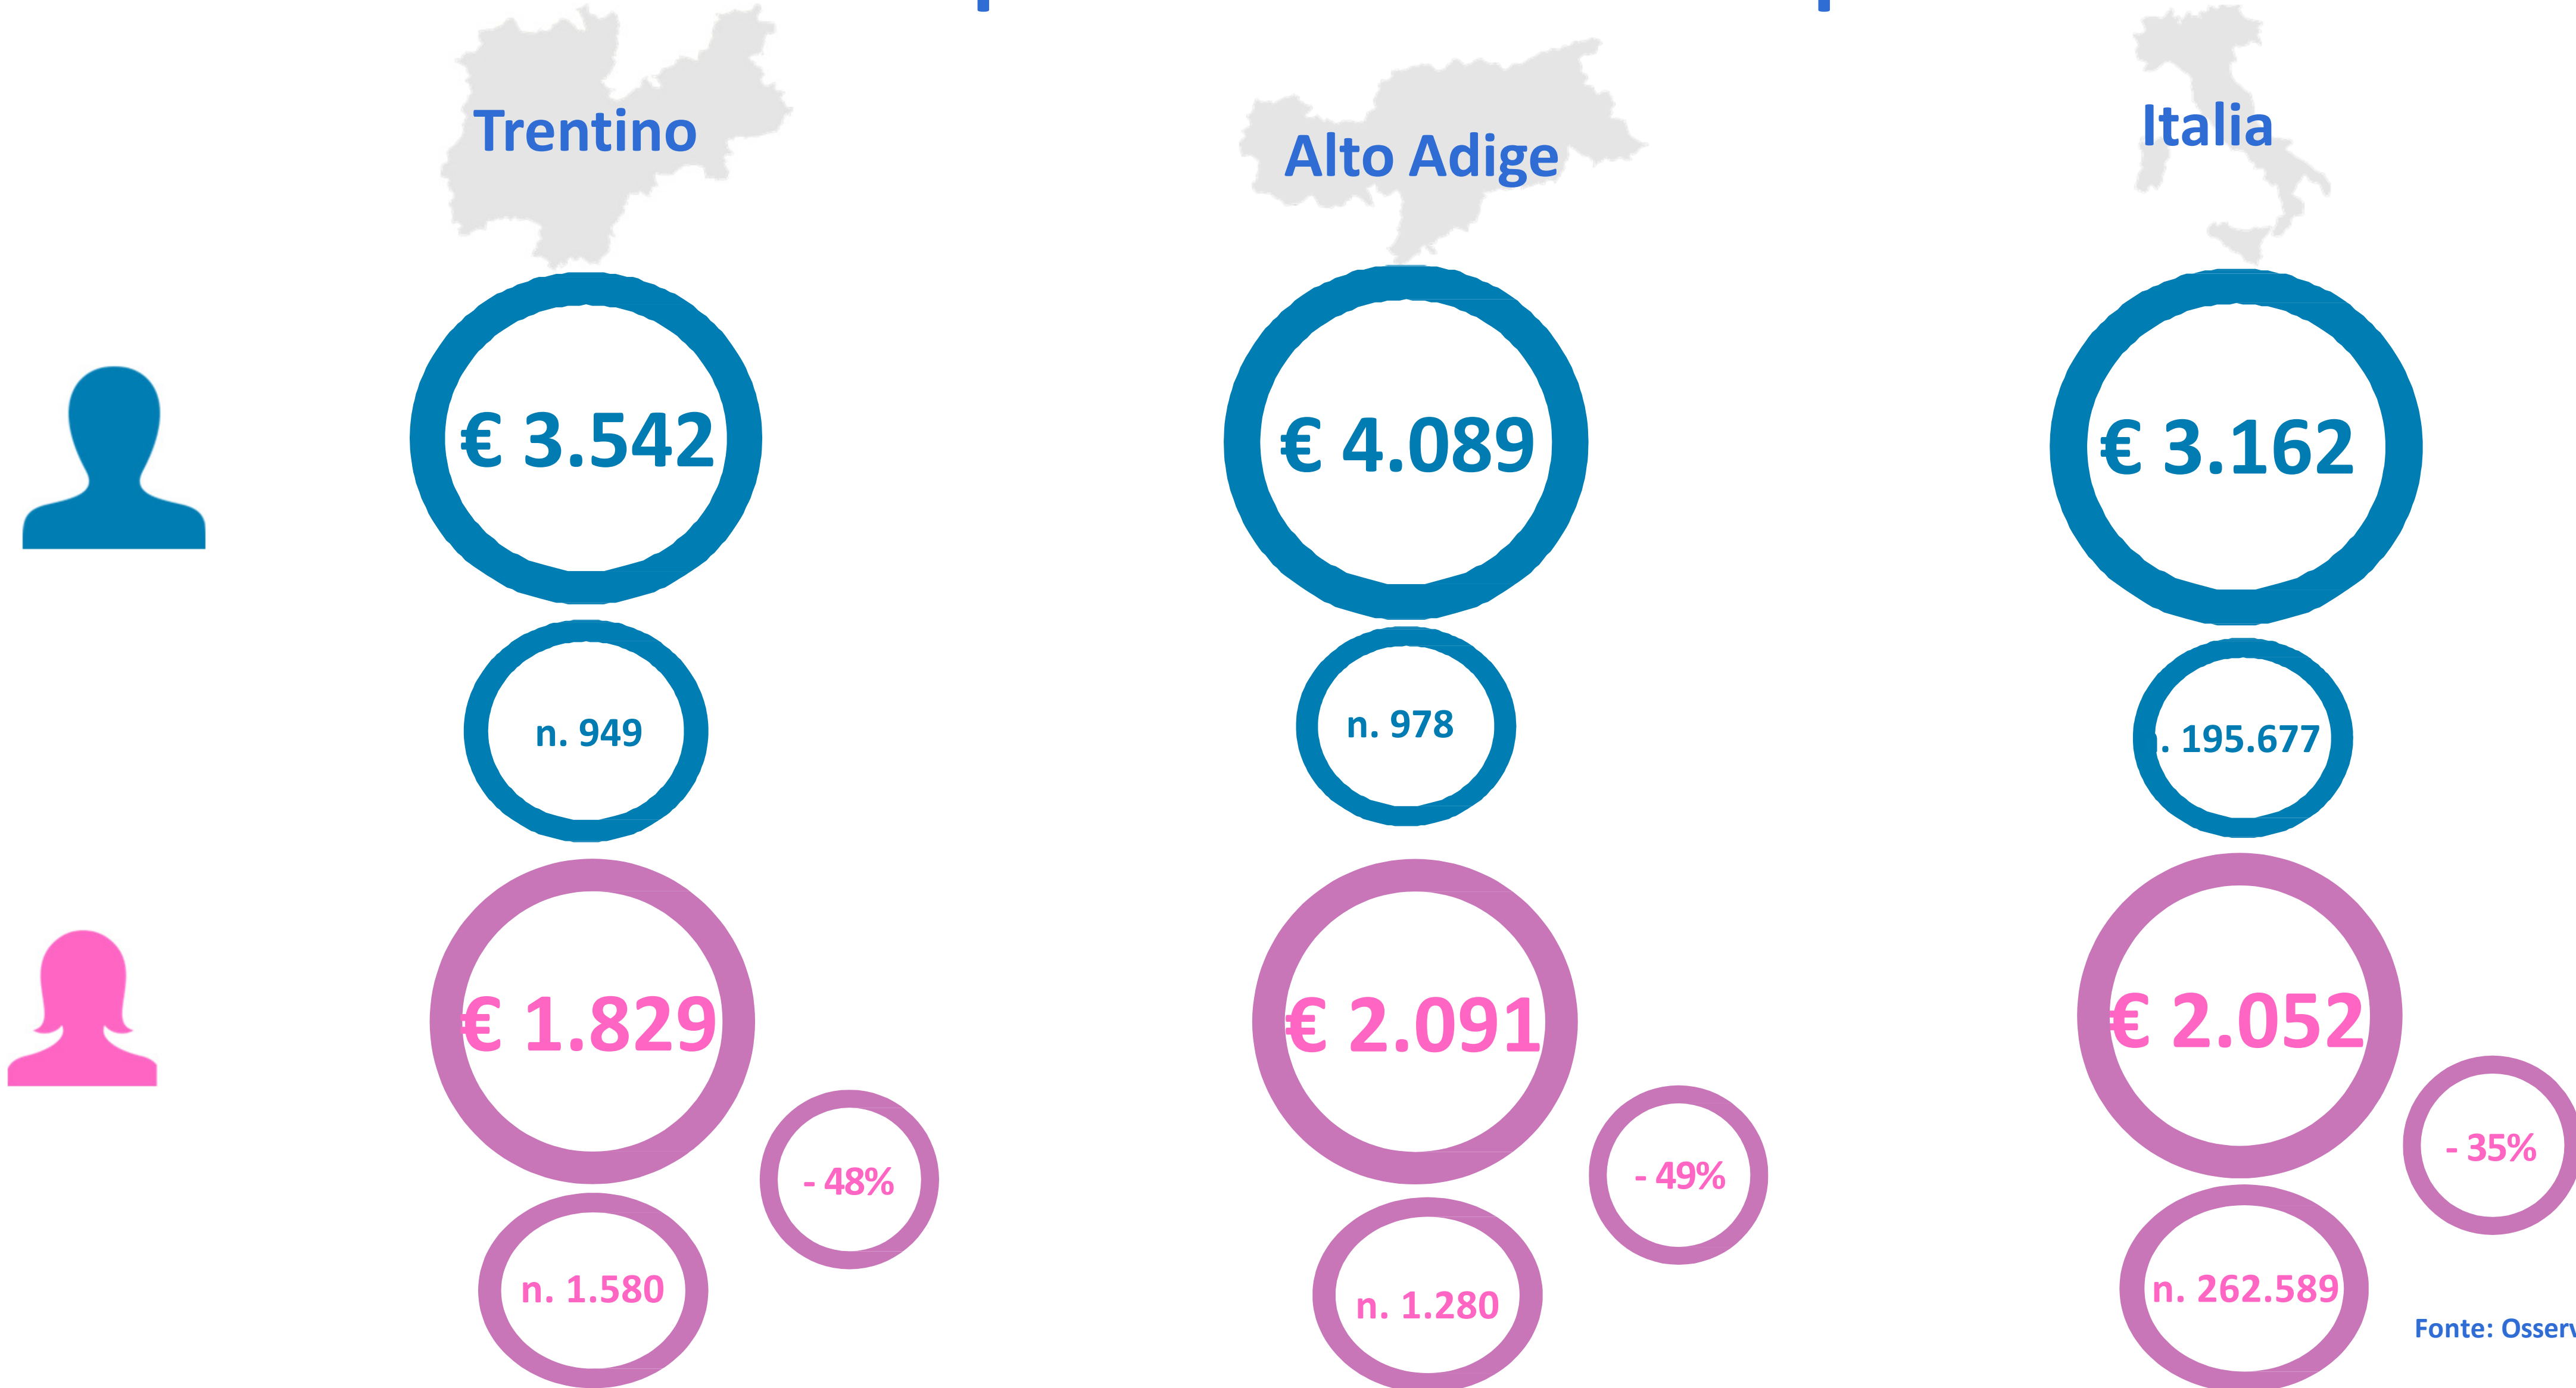 Trentino
Alto Adige
Italia
€ 3.542
€ 4.089
€ 3.162
n. 949
n. 978
n. 195.677
€ 1.829
€ 2.091
€ 2.052
- 48%
- 49%
- 35%
n. 1.580
n. 1.280
n. 262.589
Fonte: